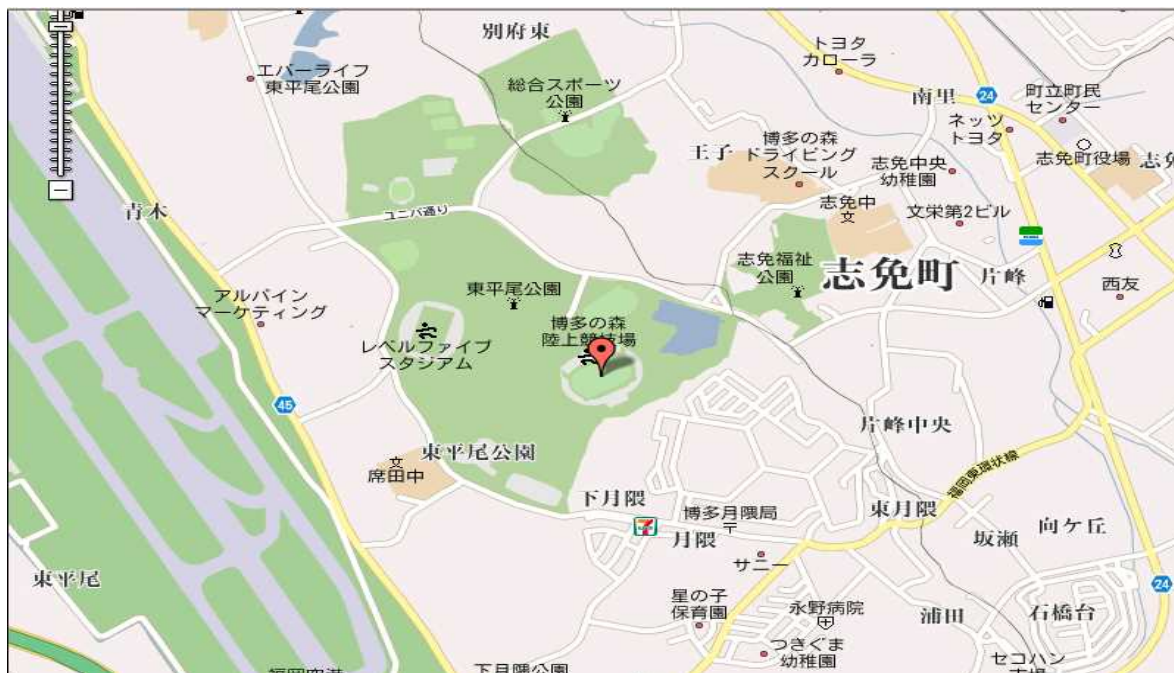 別府東
トヨタ
カローラ
エバーライフ
東平尾公園
総合スポーツ
公園
24
南里
町立町民
センター
ネッツ
トヨタ
博多の森
ドライビング
スクール
王子
志免中央
幼稚園
志免町役場
志免
青木
ユニバ通り
志免中
文
文栄第2ビル
志免福祉
公園
志免町
片峰
西友
東平尾公園
アルパイン
マーケティング
博多の森
陸上競技場
レベルファイブ
スタジアム
45
片峰中央
東平尾公園
文
席田中
福岡東環状線
下月隈
博多月隈局
〒
東月隈
7
月隈
坂瀬
向ケ丘
サニー
東平尾
24
星の子
保育園
永野病院
浦田
石橋台
つきぐま
幼稚園
セコハン
下月隈公園